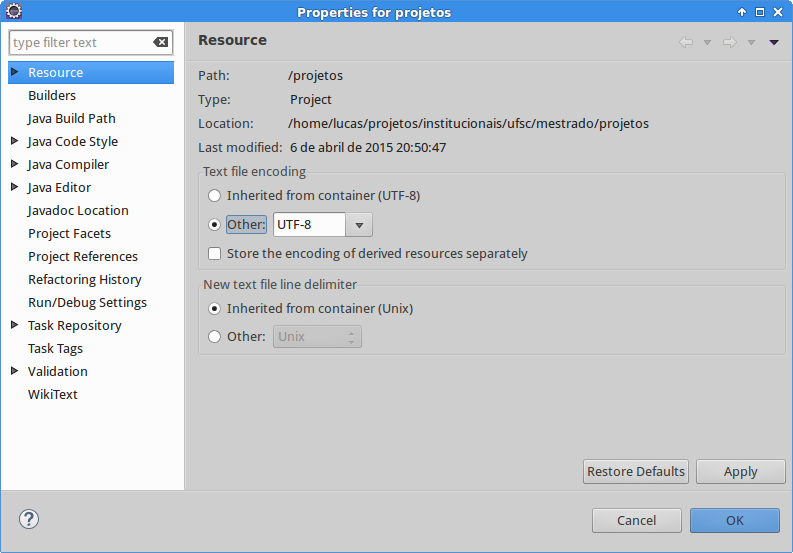 Properties for projetos
type filter text
Resource
Builders
Java Build Path
Java Code Style
Java Compiler
Java Editor
Javadoc Location
Project Facets
Project References
Refactoring History
Run/Debug Settings
Task Repository
Task Tags
Validation
WikiText
Resource
Path: /projetos
Type: Project
Location: /home/lucas/projetos/institucionais/ufsc/mestrado/projetos
Last modified: 6 de abril de 2015 20:50:47
Text file encoding
Inherited from container (UTF-8)
Other: UTF-8
Store the encoding of derived resources separately
New text file line delimiter
Inherited from container (Unix)
Other: Unix
Restore Defaults Apply
? Cancel OK